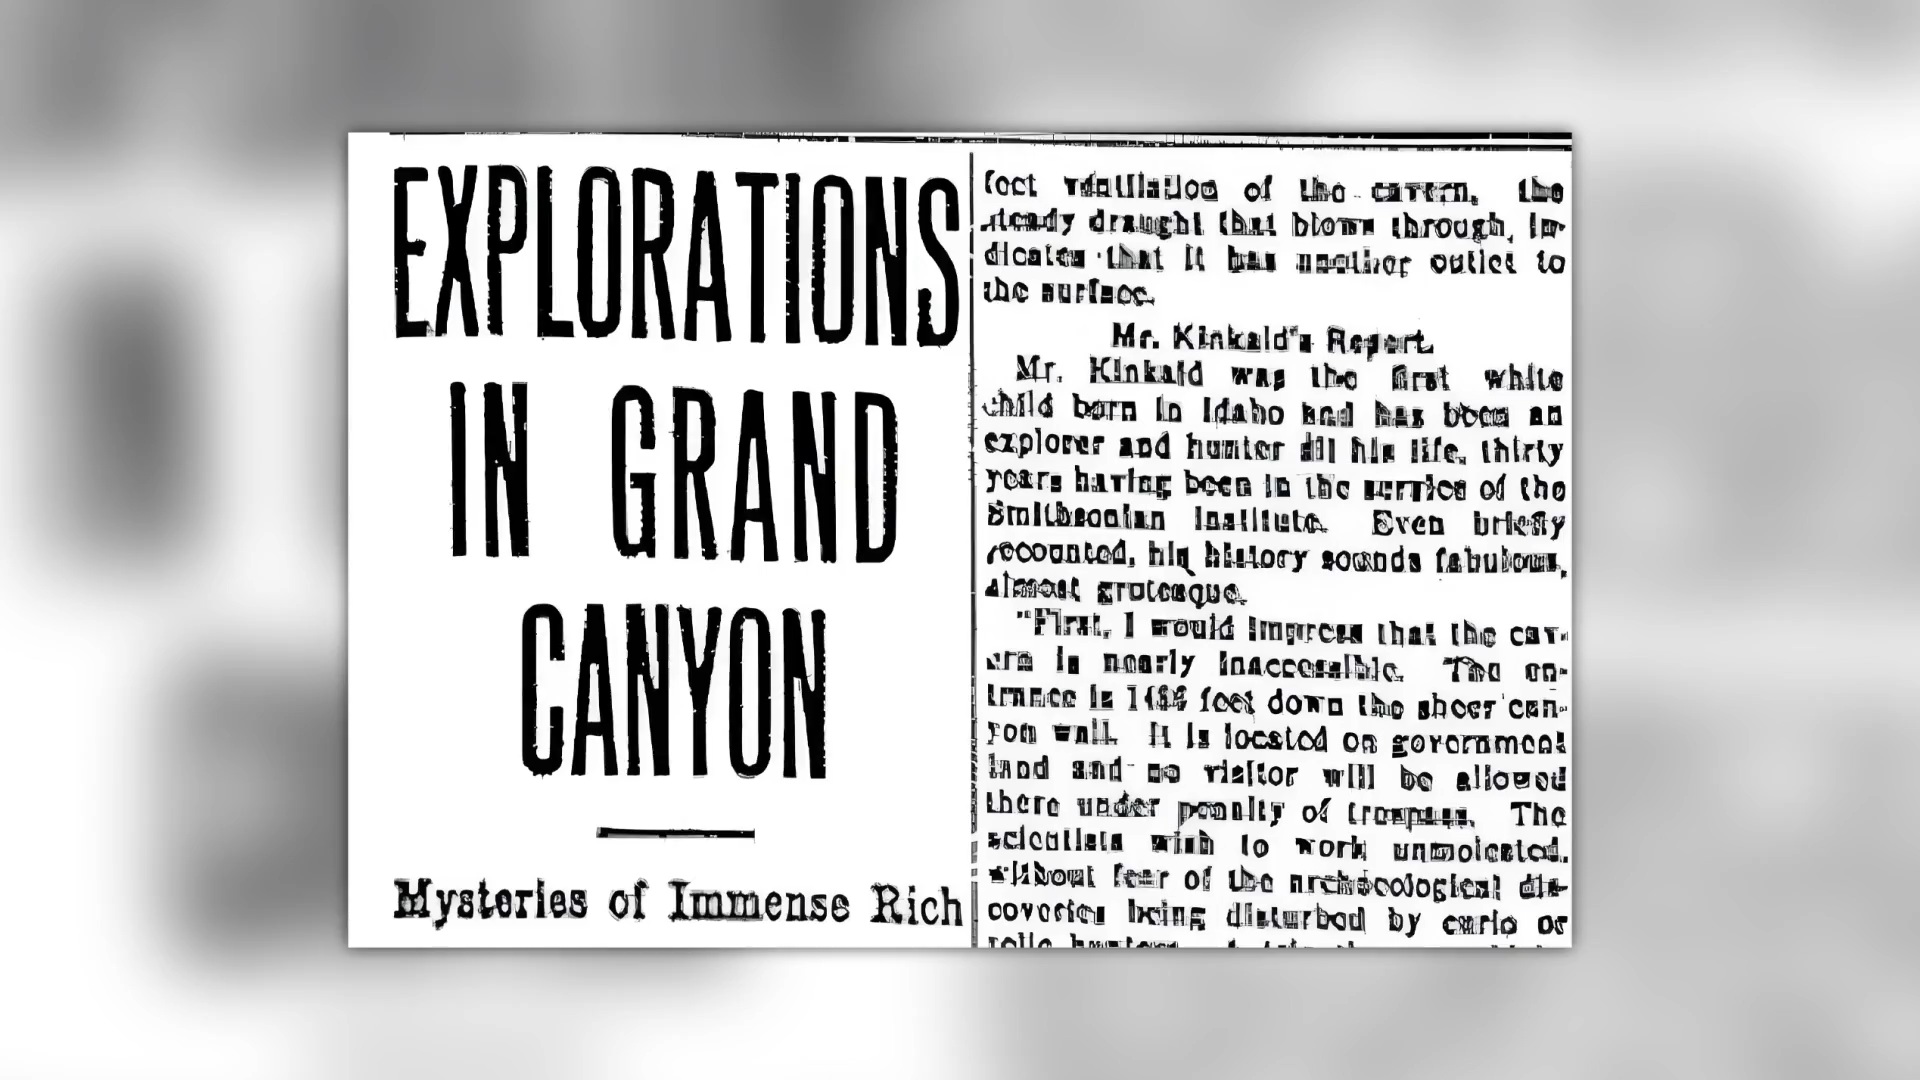 EXPLORATIONS
IN GRAND
CANYON
Mysteries of Immense Rich
of the cavern, the
steady draught that blows through, in-
dicates that it has another outlet to
the surface.
Mr. Kinkaid's Report.
Mr. Kinkaid was the first white
child born in Idaho and has been an
explorer and hunter all his life, thirty
years having been in the service of the
Smithsonian Institute. Even briefly
recounted, his history sounds fabulous,
almost grotesque.
"First, I would impress that the cav-
ern is nearly inaccessible. The en-
trance is feet down the sheer can-
yon wall. It is located on government
land and no visitor will be allowed
there under penalty of trespass. The
scientists wish to work unmolested,
without fear of the archæological dis-
coveries being disturbed by curio or